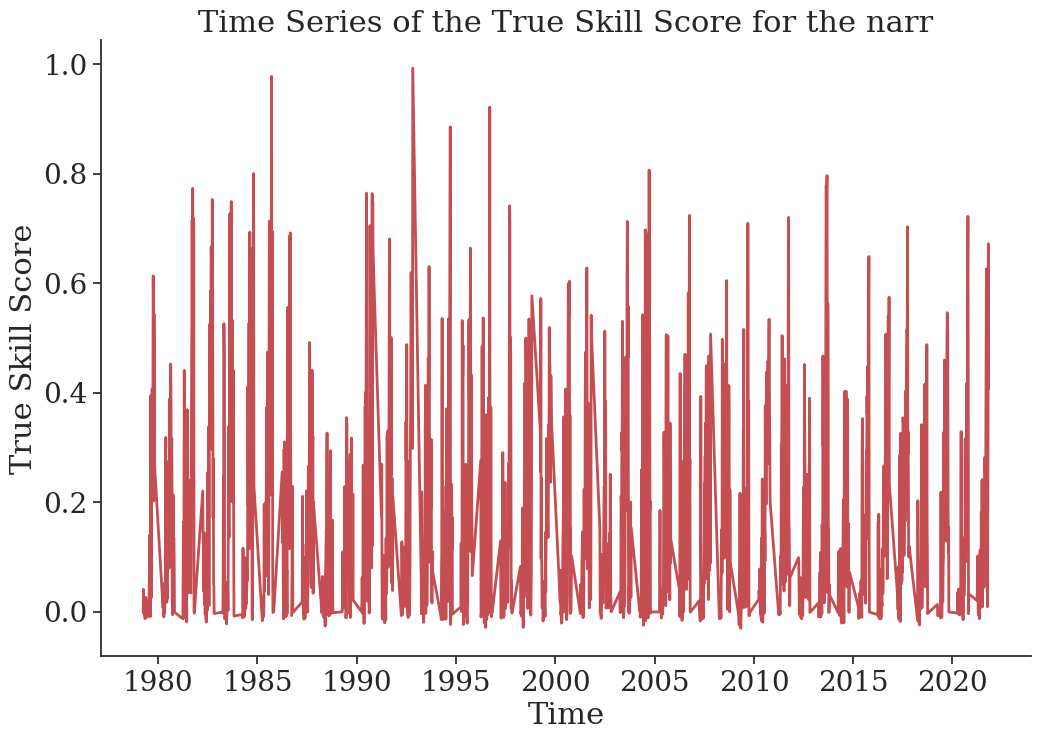 Time Series of the True Skill Score for the narr
True Skill Score
1.0
0.8
0.6
0.4
0.2
0.0
1980 1985 1990 1995 2000 2005 2010 2015 2020
Time